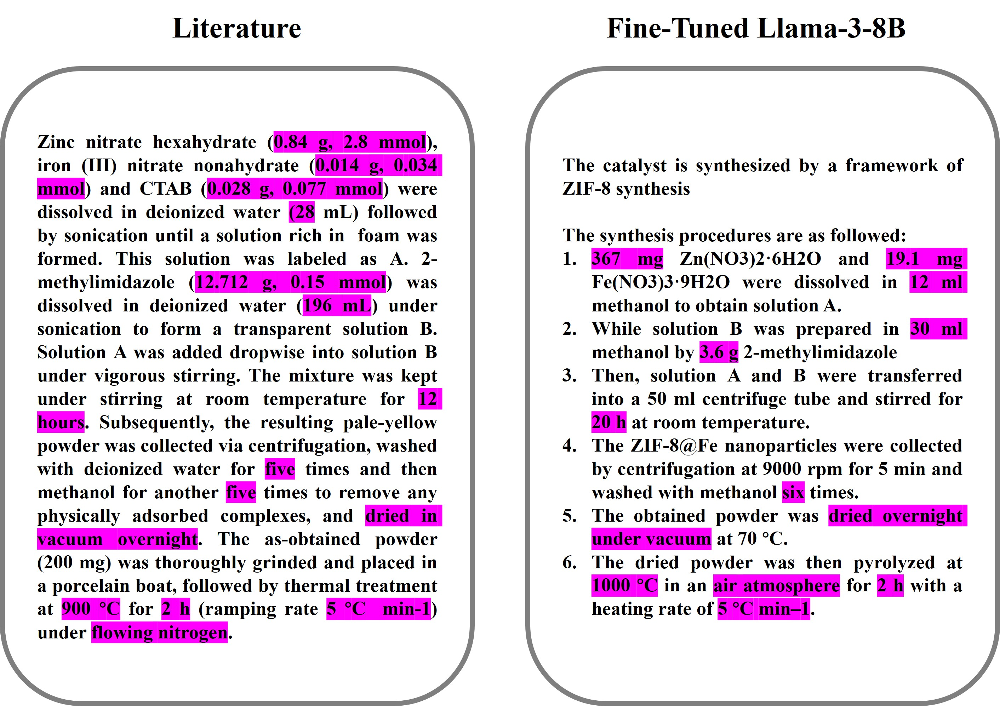 Literature
Zinc nitrate hexahydrate (0.84 g, 2.8 mmol),
iron (III) nitrate nonahydrate (0.014 g, 0.034
mmol) and CTAB (0.028 g, 0.077 mmol) were
dissolved in deionized water (28 mL) followed
by sonication until a solution rich in foam was
formed. This solution was labeled as A. 2-
methylimidazole (12.712 g, 0.15 mmol) was
dissolved in deionized water (196 mL) under
sonication to form a transparent solution B.
Solution A was added dropwise into solution B
under vigorous stirring. The mixture was kept
under stirring at room temperature for 12
hours. Subsequently, the resulting pale-yellow
powder was collected via centrifugation, washed
with deionized water for five times and then
methanol for another five times to remove any
physically adsorbed complexes, and dried in
vacuum overnight. The as-obtained powder
(200 mg) was thoroughly grinded and placed in
a porcelain boat, followed by thermal treatment
at 900 °C for 2 h (ramping rate 5 °C min-1)
under flowing nitrogen.
Fine-Tuned Llama-3-8B
The catalyst is synthesized by a framework of
ZIF-8 synthesis
The synthesis procedures are as followed:
1. 367 mg Zn(NO3)2·6H2O and 19.1 mg
Fe(NO3)3·9H2O were dissolved in 12 ml
methanol to obtain solution A.
2. While solution B was prepared in 30 ml
methanol by 3.6 g 2-methylimidazole
3. Then, solution A and B were transferred
into a 50 ml centrifuge tube and stirred for
20 h at room temperature.
4. The ZIF-8@Fe nanoparticles were collected
by centrifugation at 9000 rpm for 5 min and
washed with methanol six times.
5. The obtained powder was dried overnight
under vacuum at 70 °C.
6. The dried powder was then pyrolyzed at
1000 °C in an air atmosphere for 2 h with a
heating rate of 5 °C min–1.